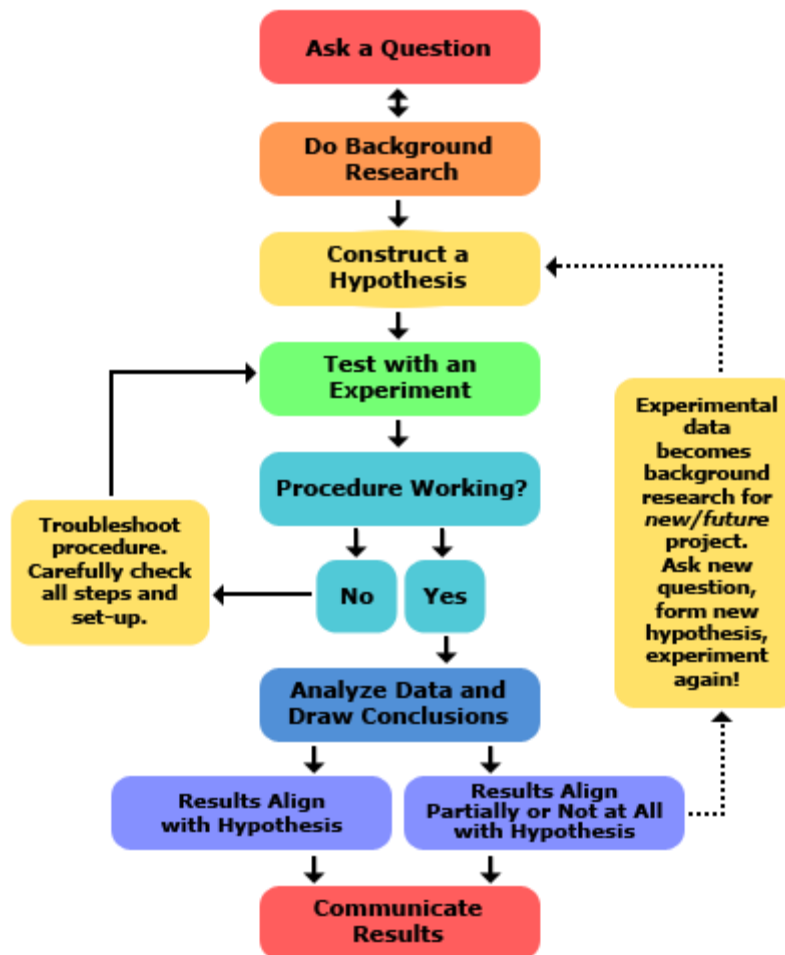 Ask a Question
Do Background
Research
Construct a
Hypothesis
Test with an
Experiment
Procedure Working?
No
Yes
Troubleshoot
procedure.
Carefully check
all steps and
set-up.
Experimental
data
becomes
background
research for
new/future
project.
Ask new
question,
form new
hypothesis,
experiment
again!
Analyze Data and
Draw Conclusions
Results Align
with Hypothesis
Results Align
Partially or Not at All
with Hypothesis
Communicate
Results